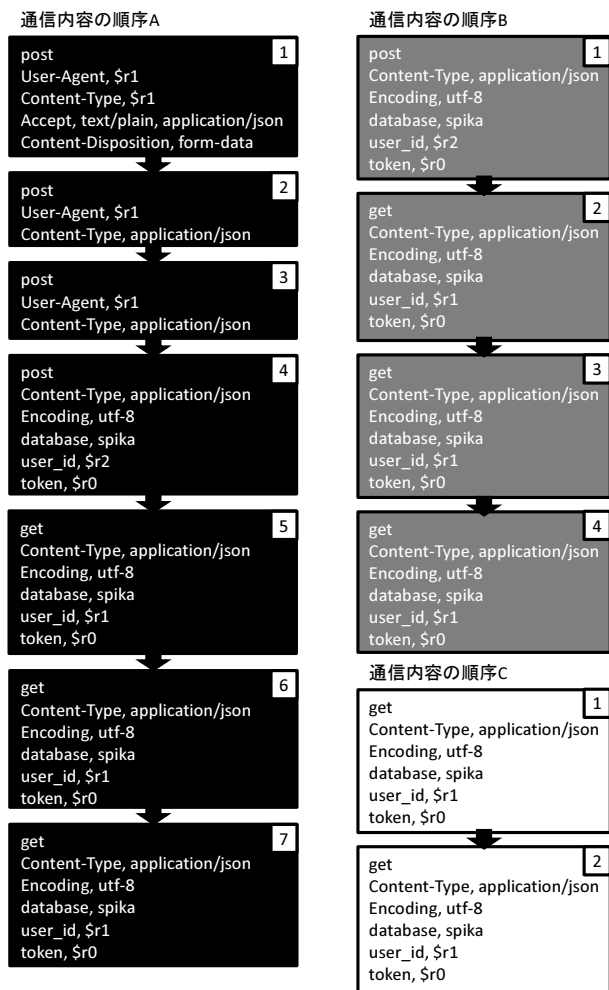 通信内容の順序A
1
post
User-Agent, $r1
Content-Type, $r1
Accept, text/plain, application/json
Content-Disposition, form-data
2
post
User-Agent, $r1
Content-Type, application/json
3
post
User-Agent, $r1
Content-Type, application/json
4
post
Content-Type, application/json
Encoding, utf-8
database, spika
user_id, $r2
token, $r0
5
get
Content-Type, application/json
Encoding, utf-8
database, spika
user_id, $r1
token, $r0
6
get
Content-Type, application/json
Encoding, utf-8
database, spika
user_id, $r1
token, $r0
7
get
Content-Type, application/json
Encoding, utf-8
database, spika
user_id, $r1
token, $r0
通信内容の順序B
1
post
Content-Type, application/json
Encoding, utf-8
database, spika
user_id, $r2
token, $r0
2
get
Content-Type, application/json
Encoding, utf-8
database, spika
user_id, $r1
token, $r0
3
get
Content-Type, application/json
Encoding, utf-8
database, spika
user_id, $r1
token, $r0
4
get
Content-Type, application/json
Encoding, utf-8
database, spika
user_id, $r1
token, $r0
通信内容の順序C
1
get
Content-Type, application/json
Encoding, utf-8
database, spika
user_id, $r1
token, $r0
2
get
Content-Type, application/json
Encoding, utf-8
database, spika
user_id, $r1
token, $r0